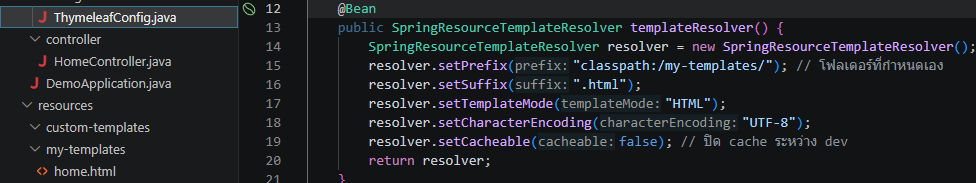 ThymeleafConfig.java
controller
HomeController.java
DemoApplication.java
resources
custom-templates
my-templates
home.html
12 @Bean
13 public SpringResourceTemplateResolver templateResolver() {
14 SpringResourceTemplateResolver resolver = new SpringResourceTemplateResolver();
15 resolver.setPrefix(prefix:"classpath:/my-templates/"); // โฟลเดอร์ที่กำหนดเอง
16 resolver.setSuffix(suffix:".html");
17 resolver.setTemplateMode(templateMode:"HTML");
18 resolver.setCharacterEncoding(characterEncoding:"UTF-8");
19 resolver.setCacheable(cacheable:false); // ปิด cache ระหว่าง dev
20 return resolver;
21 }